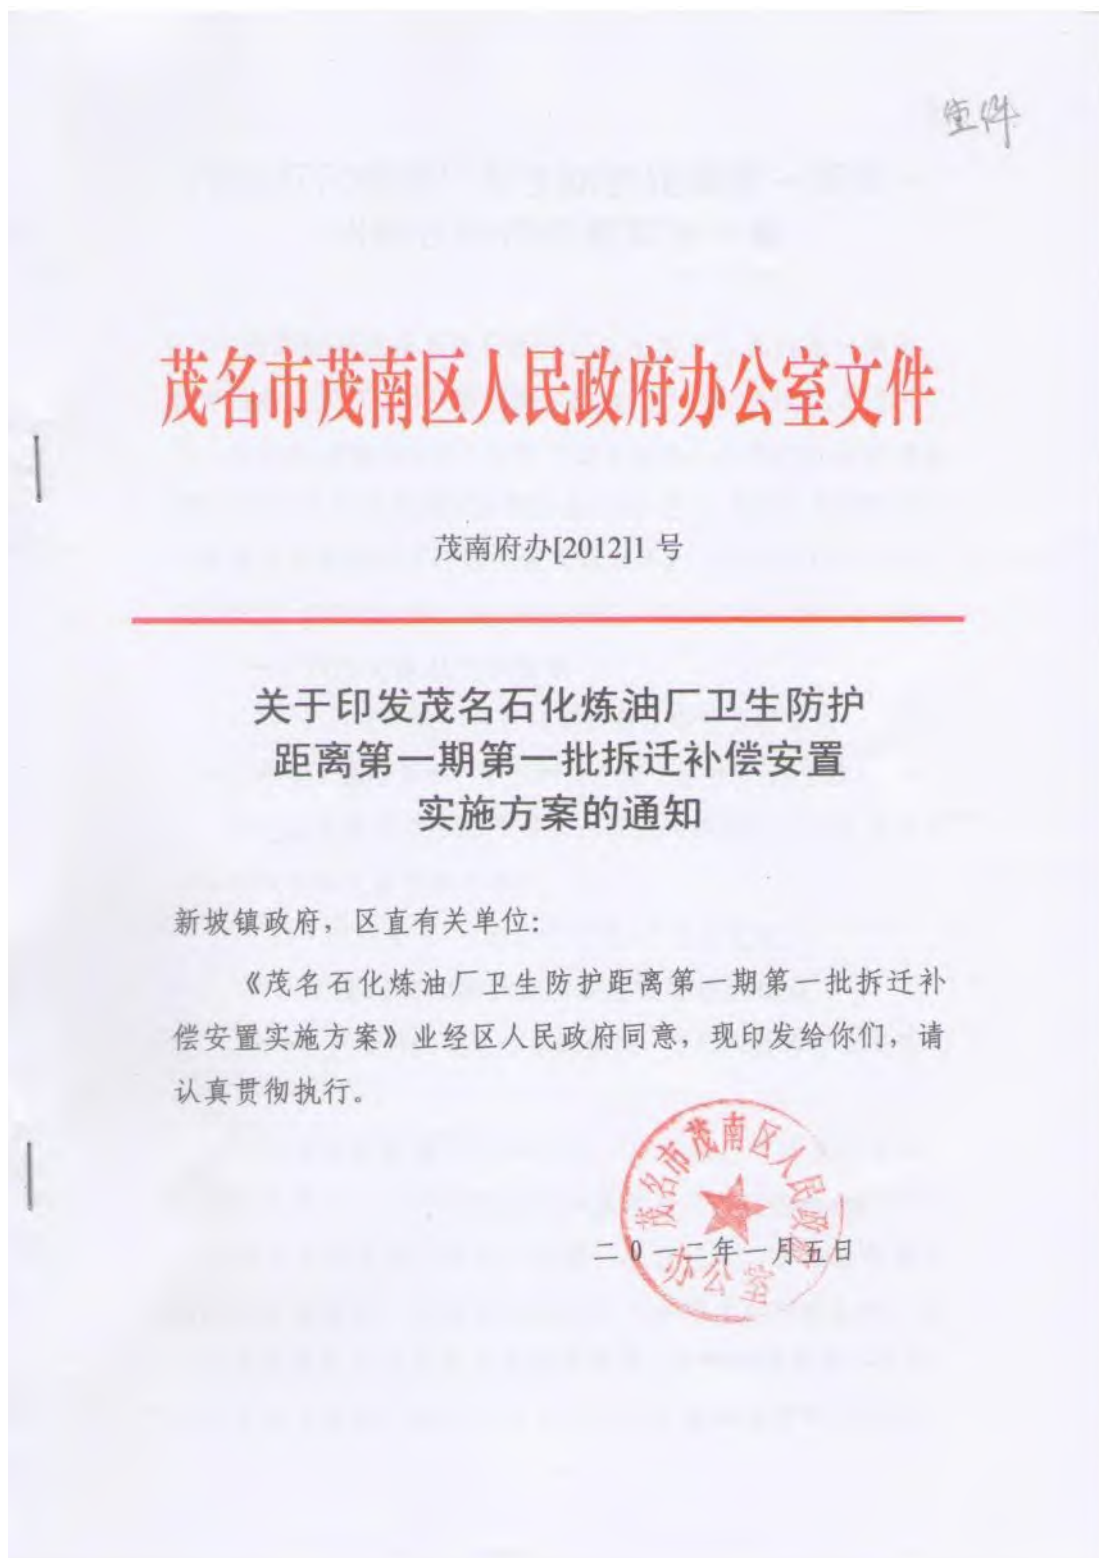 茂名市茂南区人民政府办公室文件
茂南府办[2012]1 号
关于印发茂名石化炼油厂卫生防护
距离第一期第一批拆迁补偿安置
实施方案的通知
新坡镇政府，区直有关单位:
《茂名石化炼油厂卫生防护距离第一期第一批拆迁补
偿安置实施方案》业经区人民政府同意，现印发给你们，请
认真贯彻执行。
茂名市茂南区人民政府
办公室
二0一二年一月五日